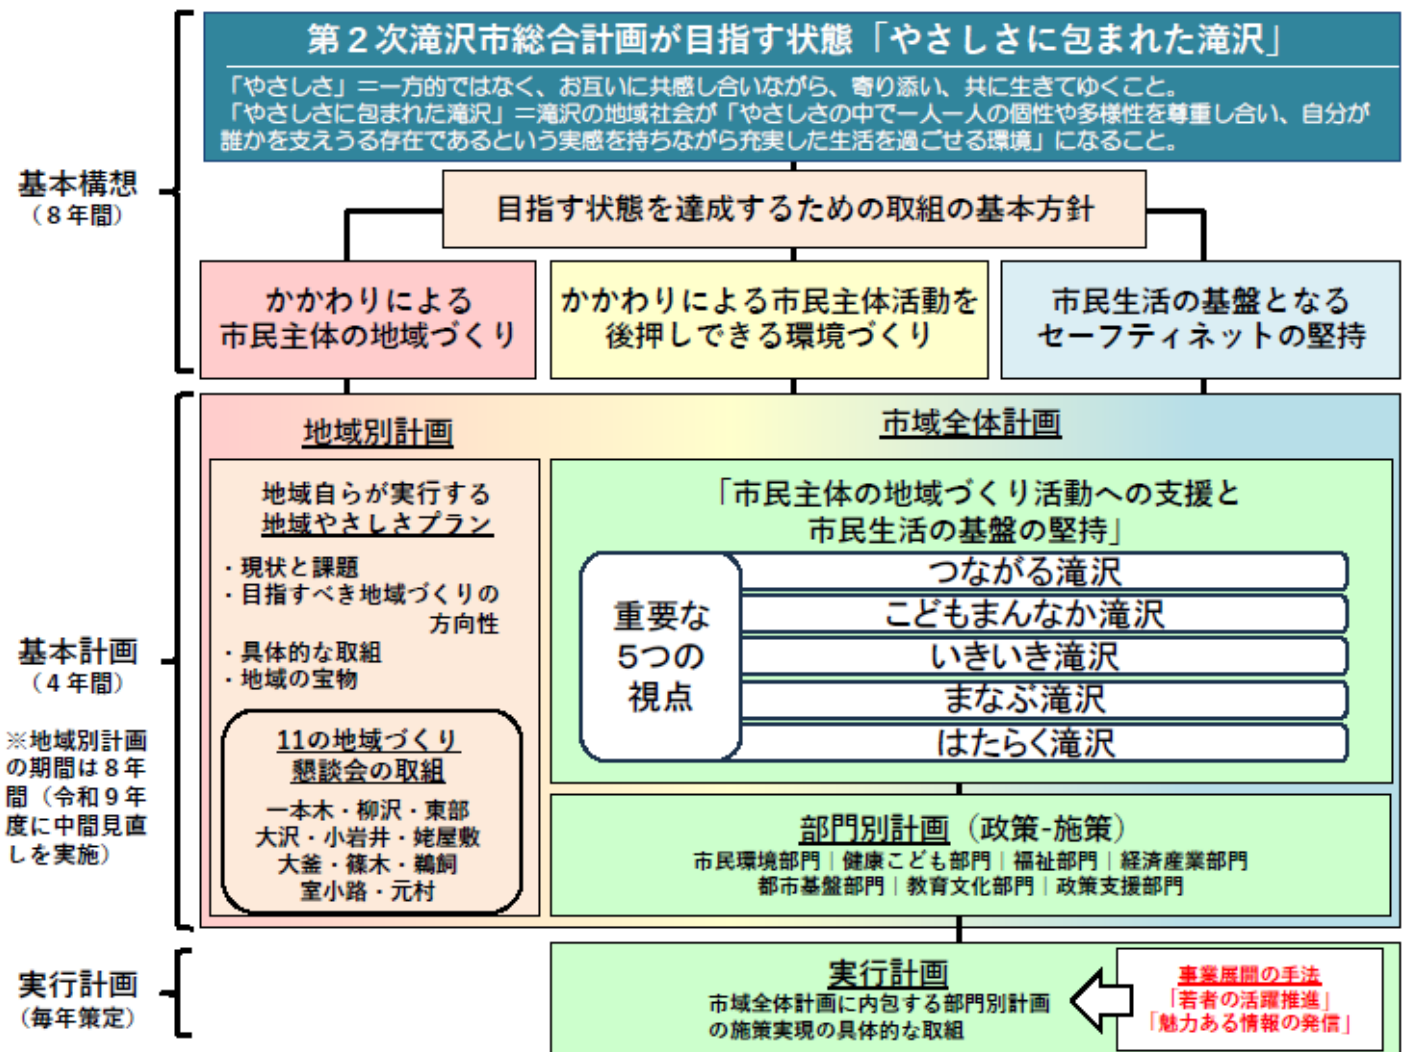 第２次滝沢市総合計画が目指す状態「やさしさに包まれた滝沢」
「やさしさ」＝一方的ではなく、お互いに共感し合いながら、寄り添い、共に生きてゆくこと。
「やさしさに包まれた滝沢」＝滝沢の地域社会が「やさしさの中で一人一人の個性や多様性を尊重し合い、自分が
誰かを支えうる存在であるという実感を持ちながら充実した生活を過ごせる環境」になること。
基本構想
（８年間）
目指す状態を達成するための取組の基本方針
かかわりによる
市民主体の地域づくり
かかわりによる市民主体活動を
後押しできる環境づくり
市民生活の基盤となる
セーフティネットの堅持
基本計画
（４年間）
※地域別計画
の期間は８年
間（令和９年
度に中間見直
しを実施）
地域別計画
地域自らが実行する
地域やさしさプラン
・現状と課題
・目指すべき地域づくりの
方向性
・具体的な取組
・地域の宝物
11の地域づくり
懇談会の取組
一本木・柳沢・東部
大沢・小岩井・姥屋敷
大釜・篠木・鵜飼
室小路・元村
市域全体計画
「市民主体の地域づくり活動への支援と
市民生活の基盤の堅持」
重要な
5つの
視点
つながる滝沢
こどもまんなか滝沢
いきいき滝沢
まなぶ滝沢
はたらく滝沢
部門別計画（政策-施策）
市民環境部門｜健康こども部門｜福祉部門｜経済産業部門
都市基盤部門｜教育文化部門｜政策支援部門
実行計画
（毎年策定）
実行計画
市域全体計画に内包する部門別計画
の施策実現の具体的な取組
事業展開の手法
「若者の活躍推進」
「魅力ある情報の発信」